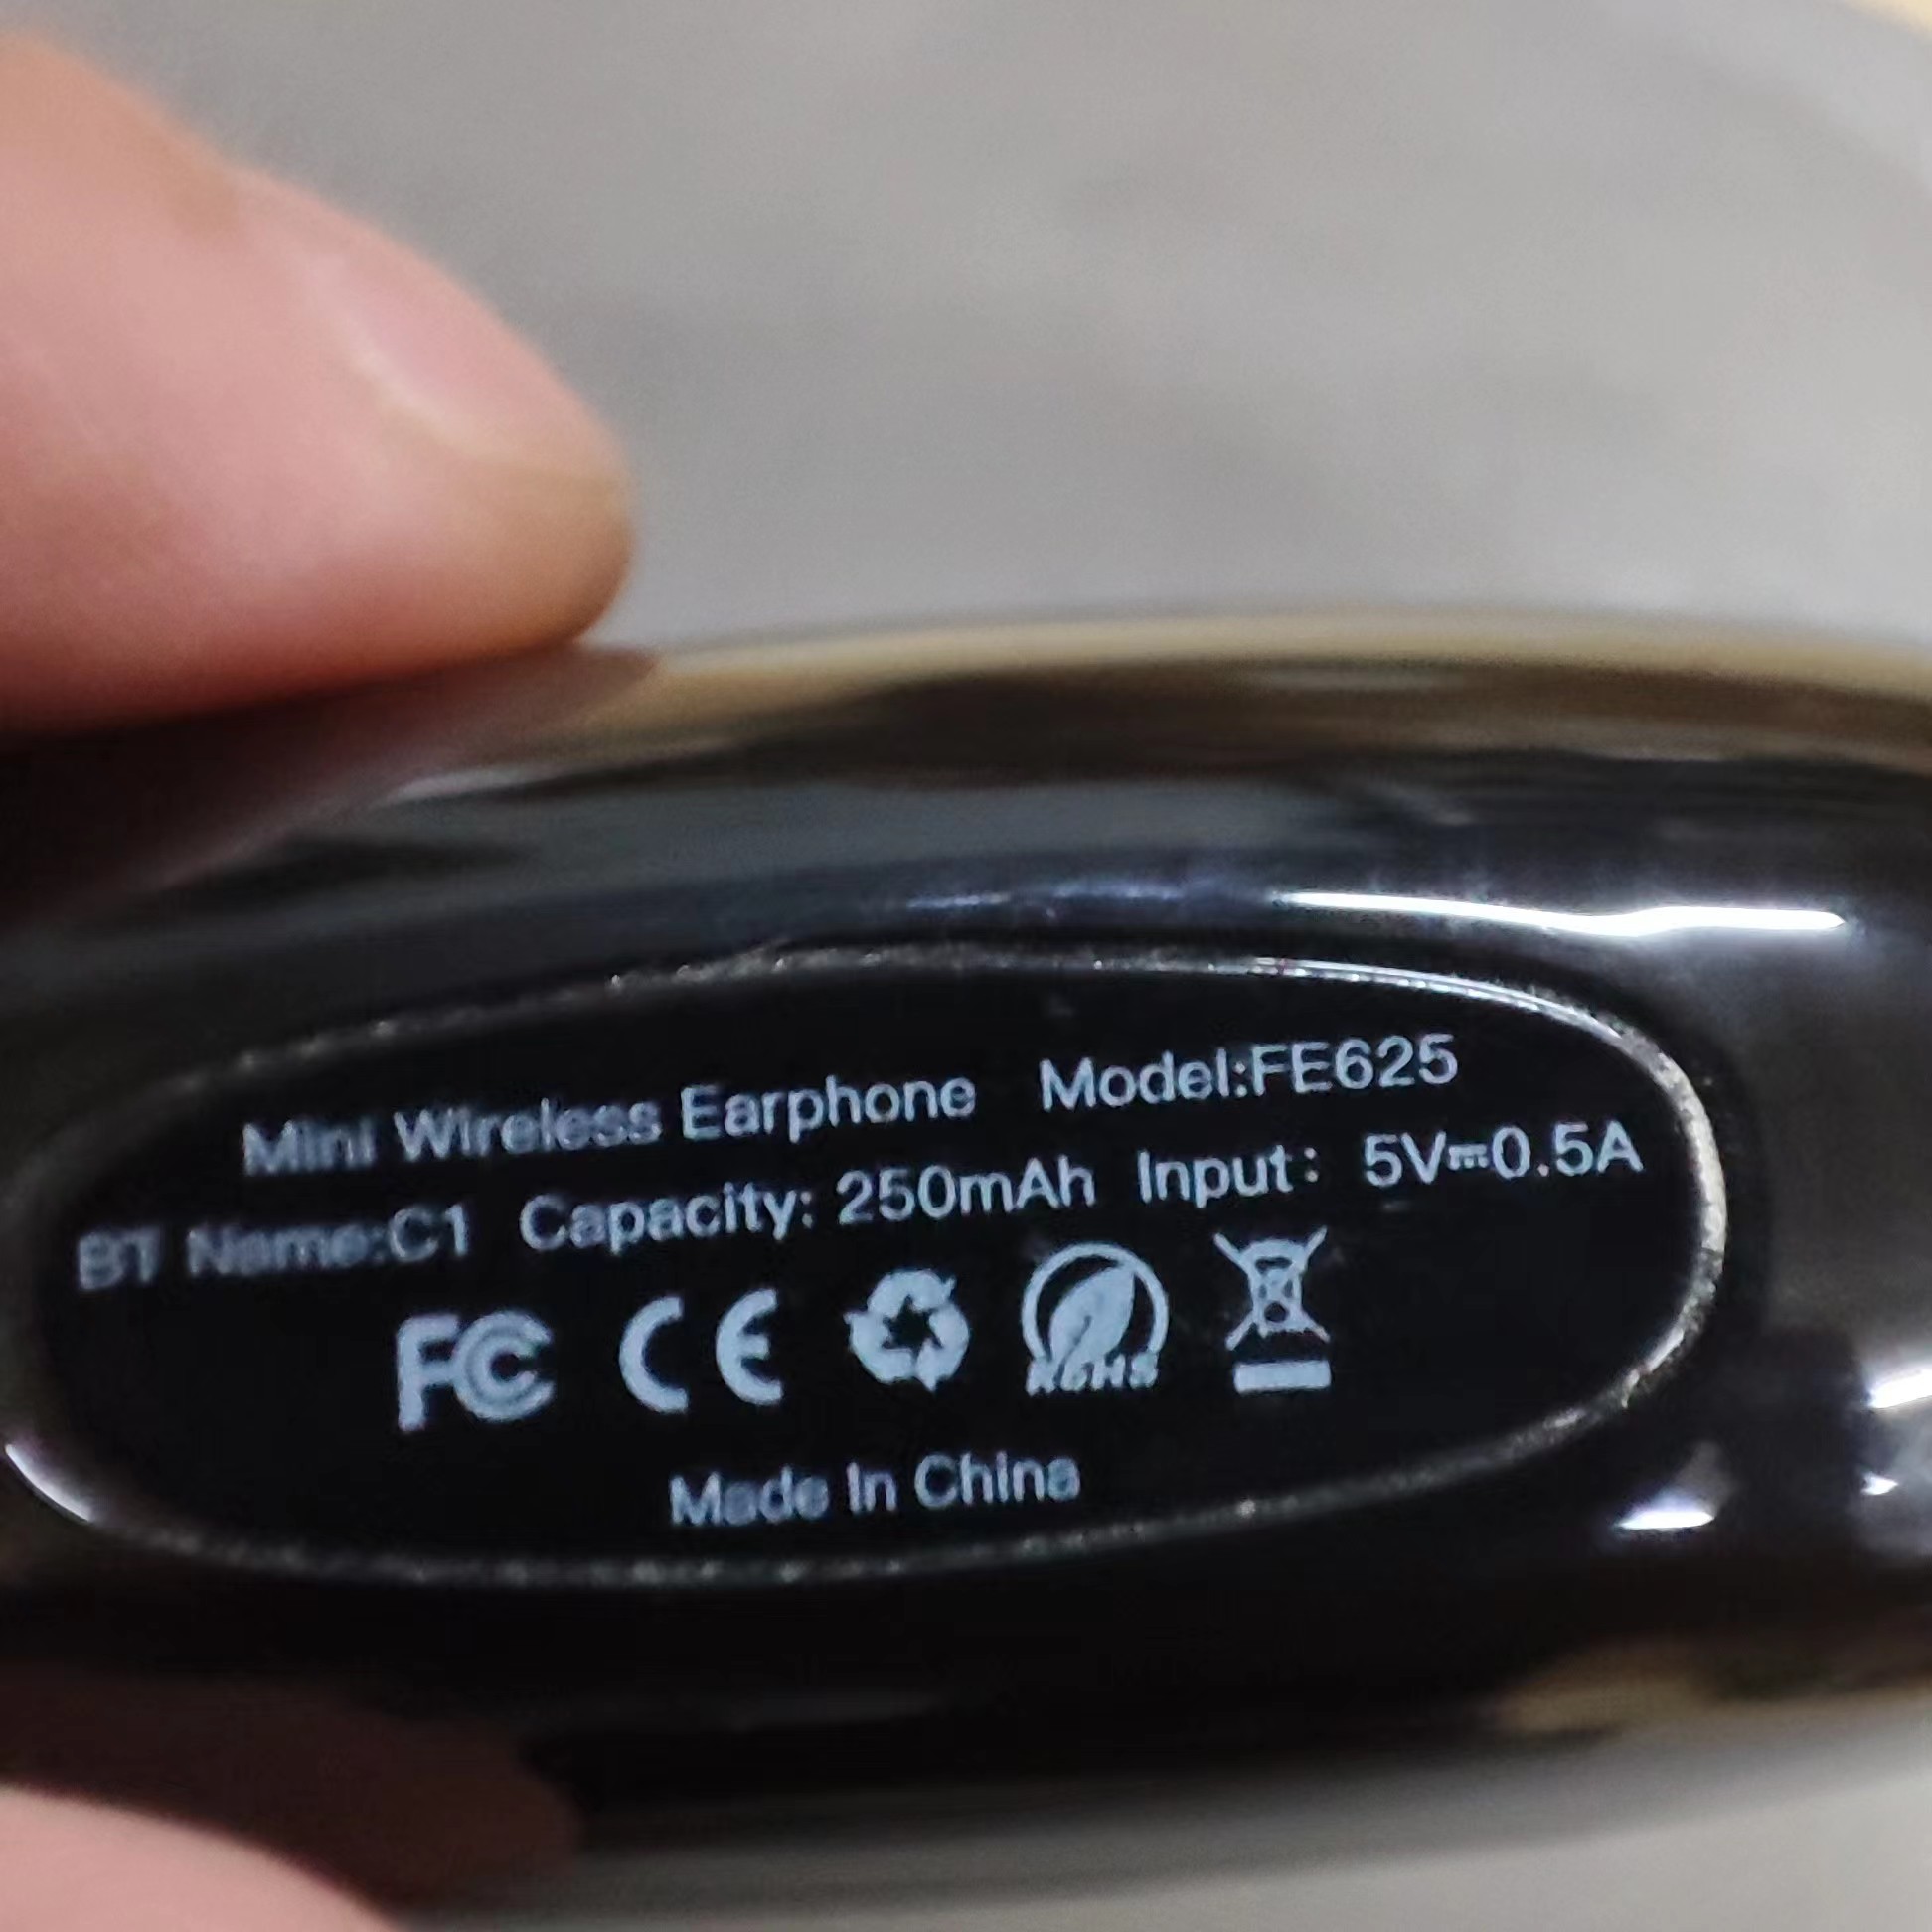 Mini Wireless Earphone Model:FE625
BT Name:C1 Capacity: 250mAh Input: 5V⎓0.5A
FC CE RoHS
Made In China